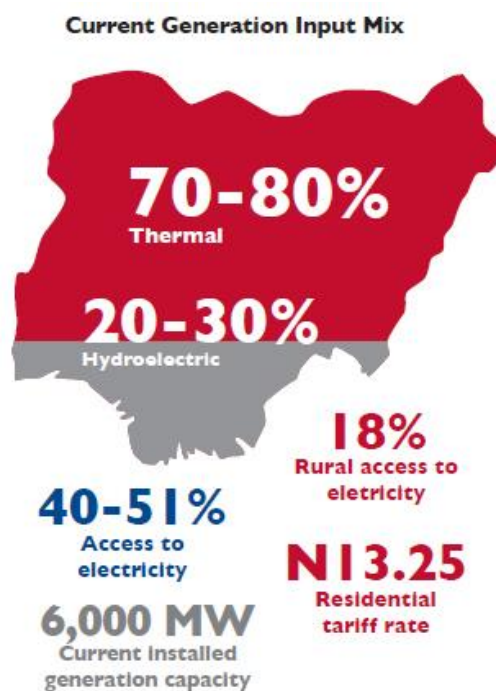 Current Generation Input Mix
70-80%
Thermal
20-30%
Hydroelectric
18%
Rural access to
eletricity
40-51%
Access to
electricity
N13.25
Residential
tariff rate
6,000 MW
Current installed
generation capacity